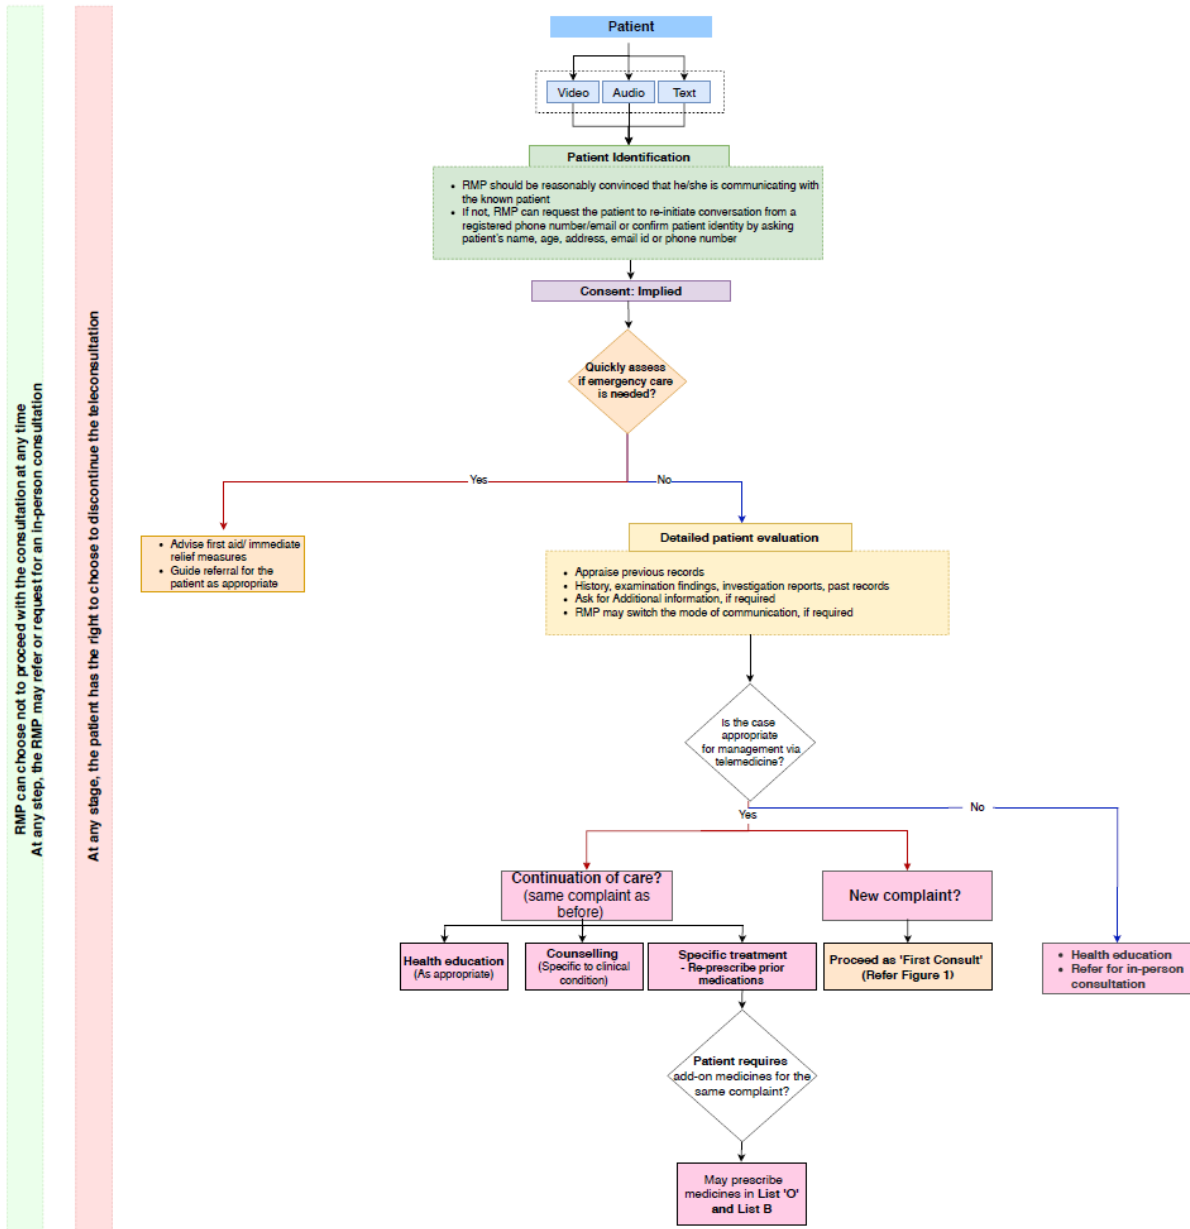 RMP can choose not to proceed with the consultation at any time
At any step, the RMP may refer or request for an in-person consultation
At any stage, the patient has the right to choose to discontinue the teleconsultation
Patient
Video
Audio
Text
Patient Identification
• RMP should be reasonably convinced that he/she is communicating with
the known patient
• If not, RMP can request the patient to re-initiate conversation from a
registered phone number/email or confirm patient identity by asking
patient's name, age, address, email id or phone number
Consent: Implied
Quickly assess
if emergency care
is needed?
Yes
No
• Advise first aid/ immediate
relief measures
• Guide referral for the
patient as appropriate
Detailed patient evaluation
• Appraise previous records
• History, examination findings, investigation reports, past records
• Ask for Additional information, if required
• RMP may switch the mode of communication, if required
Is the case
appropriate
for management via
telemedicine?
Yes
No
Continuation of care?
(same complaint as
before)
New complaint?
Health education
(As appropriate)
Counselling
(Specific to clinical
condition)
Specific treatment
- Re-prescribe prior
medications
Proceed as 'First Consult'
(Refer Figure 1)
• Health education
• Refer for in-person
consultation
Patient requires
add-on medicines for the
same complaint?
May prescribe
medicines in List 'O'
and List B